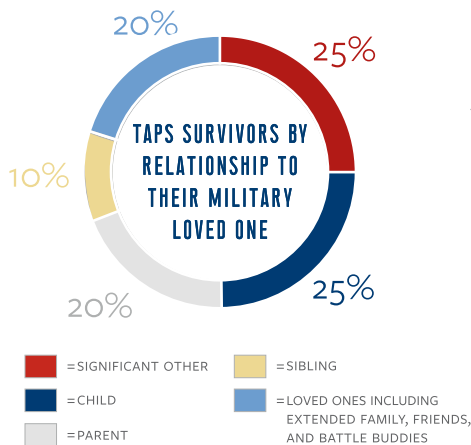 20%
25%
TAPS SURVIVORS BY
RELATIONSHIP TO
THEIR MILITARY
LOVED ONE
10%
20%
25%
=SIGNIFICANT OTHER
=CHILD
=PARENT
=SIBLING
=LOVED ONES INCLUDING
EXTENDED FAMILY, FRIENDS,
AND BATTLE BUDDIES